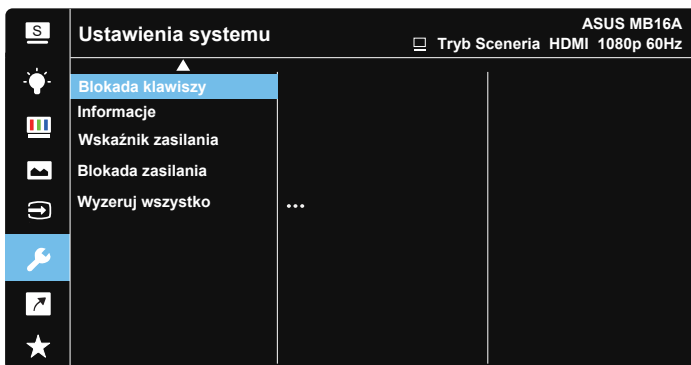 S
Ustawienia systemu
ASUS MB16A
Tryb Sceneria HDMI 1080p 60Hz
Blokada klawiszy
Informacje
Wskaźnik zasilania
Blokada zasilania
Wyzeruj wszystko ...